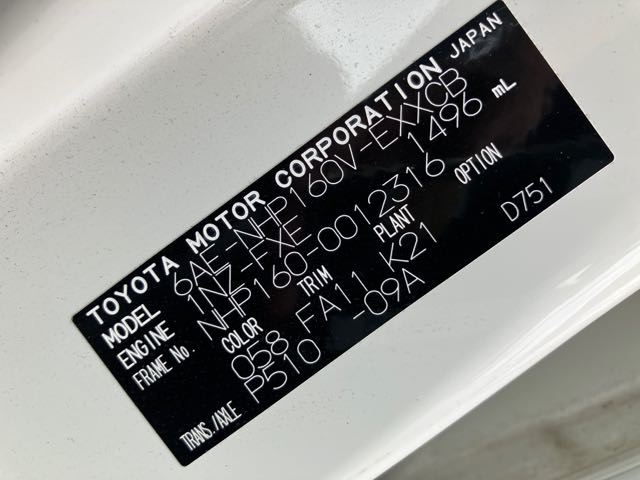 TOYOTA MOTOR CORPORATION JAPAN
MODEL 6AE-NHP160V-EXXCB
ENGINE 1NZ-FXE 1496 mL
FRAME No. NHP160-0012316
COLOR TRIM PLANT OPTION
058 FA11 K21 D751
TRANS./AXLE P510 -09A